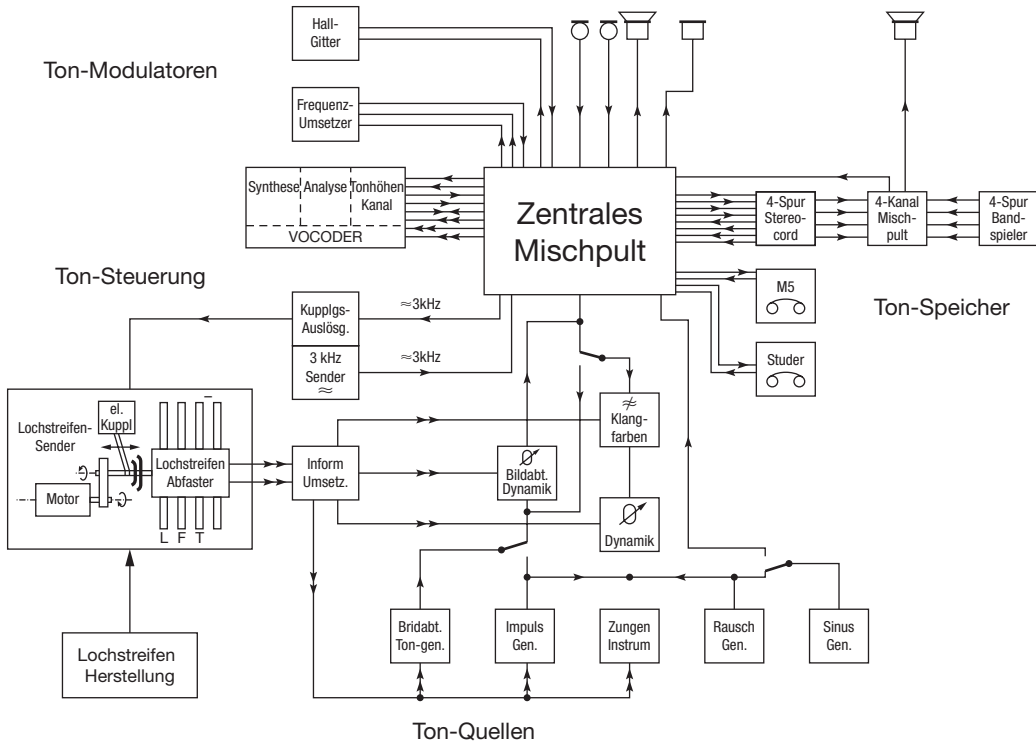 Hall-
Gitter
Ton-Modulatoren
Frequenz-
Umsetzer
Synthese Analyse Tonhöhen
Kanal
VOCODER
Zentrales
Mischpult
4-Spur
Stereo-
cord
4-Kanal
Misch-
pult
4-Spur
Band-
spieler
Ton-Steuerung
Kupplgs-
Auslösg.
≈3kHz
3 kHz
Sender
≈
≈3kHz
M5
Ton-Speicher
Studer
Lochstreifen-
Sender
el.
Kuppl
Motor
Lochstreifen
Abfaster
L F T
Inform
Umsetz.
Bildabt.
Dynamik
Klang-
farben
Dynamik
Lochstreifen
Herstellung
Bridabt.
Ton-gen.
Impuls
Gen.
Zungen
Instrum
Rausch
Gen.
Sinus
Gen.
Ton-Quellen